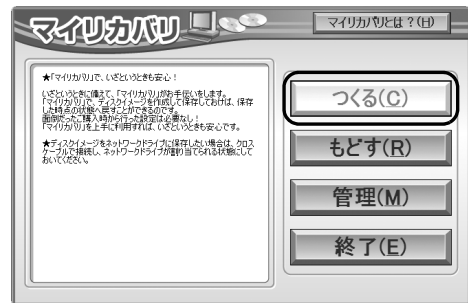 マイリカバリ
マイリカバリとは？(H)
★「マイリカバリ」で、いざというときも安心！
いざというときに備えて、「マイリカバリ」がお手伝いをします。
「マイリカバリ」で、ディスクイメージを作成して保存しておけば、保存
した時点の状態へ戻すことができるのです。
面倒だったご購入時から行った設定は必要なし！
「マイリカバリ」を上手に利用すれば、いざというときも安心です。
★ディスクイメージをネットワークドライブに保存したい場合は、クロス
ケーブルで接続し、ネットワークドライブが割り当てられる状態にして
おいてください。
つくる(C)
もどす(R)
管理(M)
終了(E)